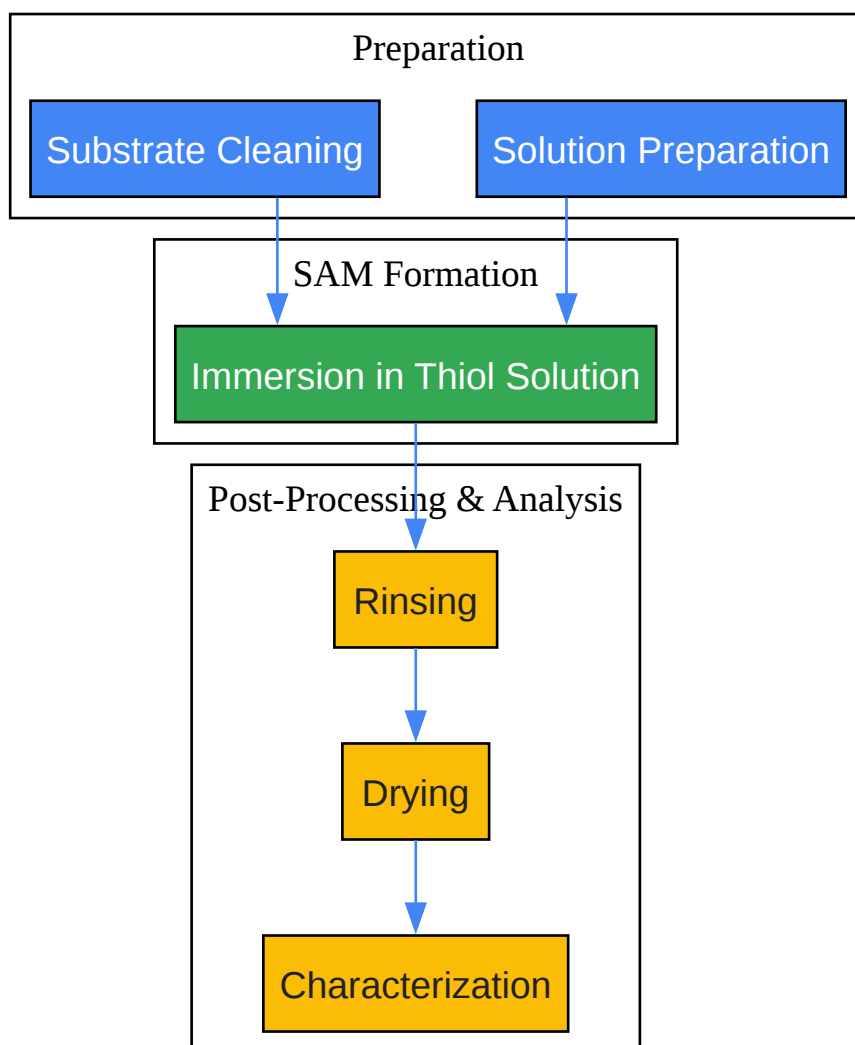 Preparation
Substrate Cleaning
Solution Preparation
SAM Formation
Immersion in Thiol Solution
Post-Processing & Analysis
Rinsing
Drying
Characterization